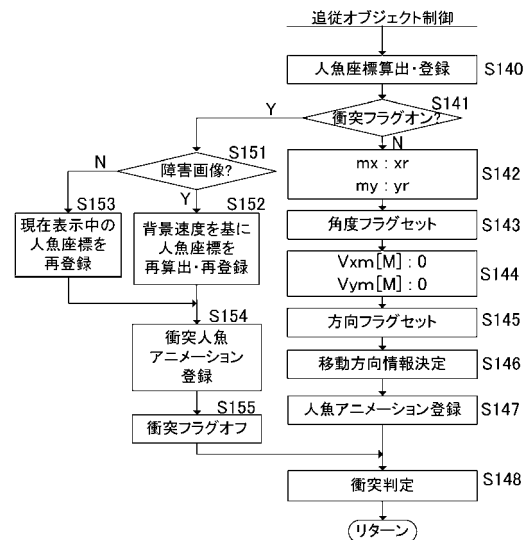 追従オブジェクト制御
人魚座標算出・登録
S140
S141
衝突フラグオン?
Y
N
S151
障害画像?
N
Y
mx : xr
my : yr
S142
S153
現在表示中の
人魚座標を
再登録
S152
背景速度を基に
人魚座標を
再算出・再登録
角度フラグセット
S143
Vxm[M] : 0
Vym[M] : 0
S144
S154
衝突人魚
アニメーション
登録
方向フラグセット
S145
移動方向情報決定
S146
S155
衝突フラグオフ
人魚アニメーション登録
S147
衝突判定
S148
リターン